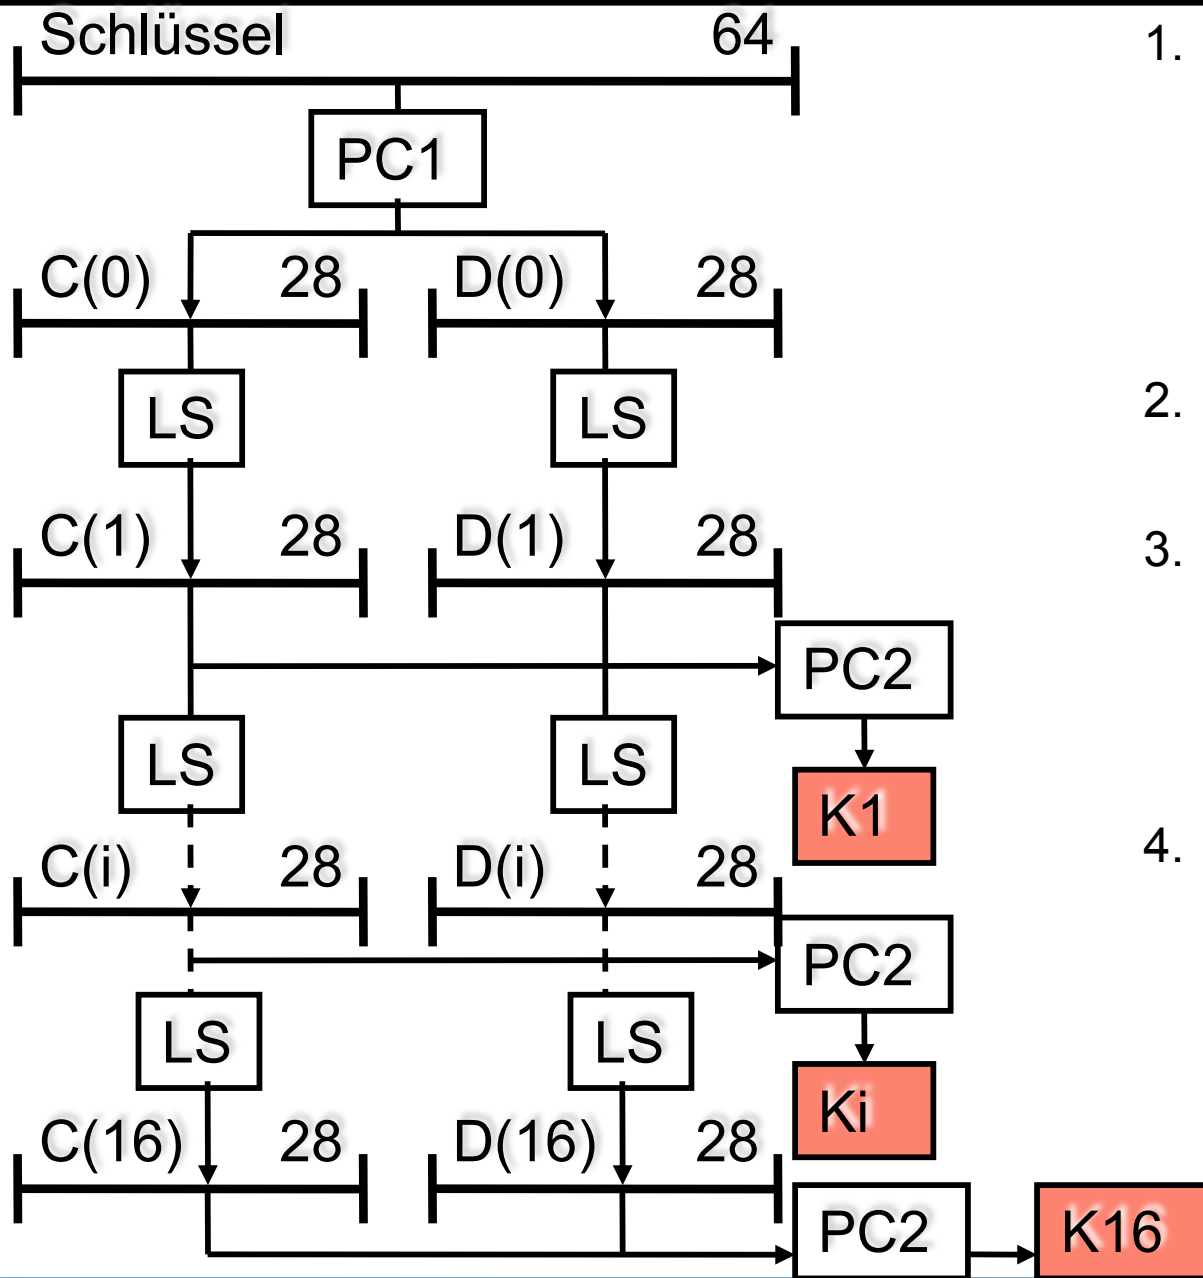 Schlüssel 64
1.
PC1
C(0) 28 D(0) 28
LS LS
2.
C(1) 28 D(1) 28
3.
PC2
LS LS
K1
C(i) 28 D(i) 28
4.
PC2
LS LS
Ki
C(16) 28 D(16) 28
PC2 K16